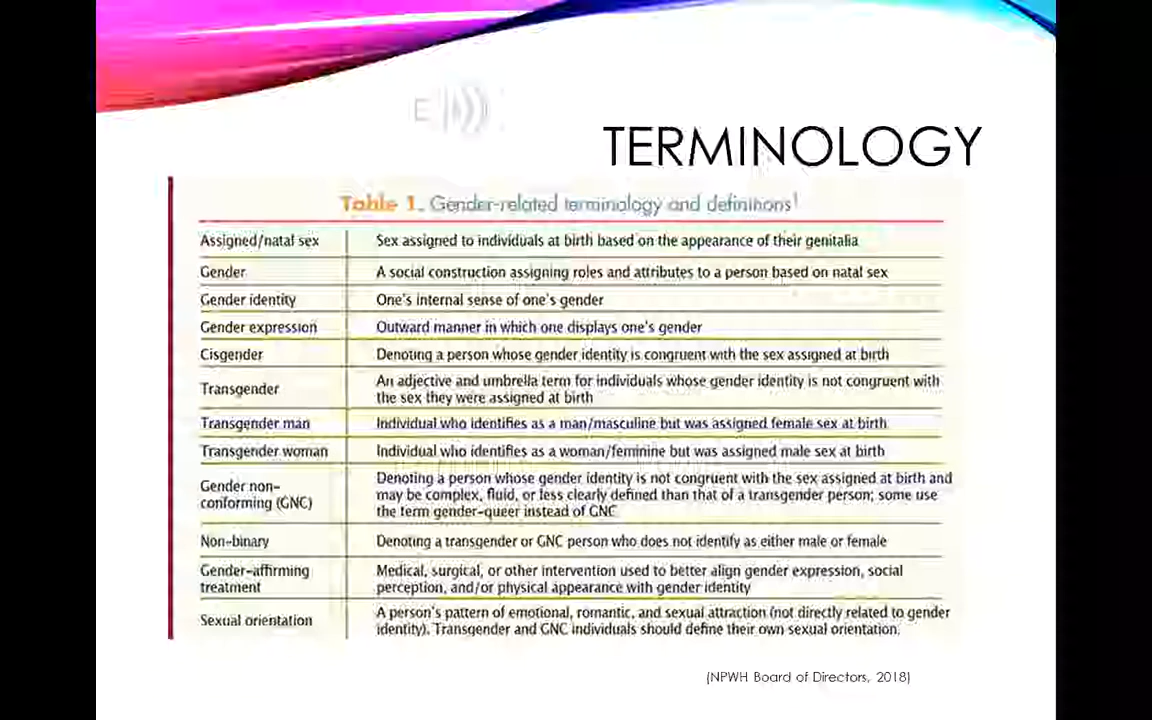 TERMINOLOGY
Table 1. Gender-related terminology and definitions¹
Assigned/natal sex
Sex assigned to individuals at birth based on the appearance of their genitalia
Gender
A social construction assigning roles and attributes to a person based on natal sex
Gender identity
One's internal sense of one's gender
Gender expression
Outward manner in which one displays one's gender
Cisgender
Denoting a person whose gender identity is congruent with the sex assigned at birth
Transgender
An adjective and umbrella term for individuals whose gender identity is not congruent with
the sex they were assigned at birth
Transgender man
Individual who identifies as a man/masculine but was assigned female sex at birth
Transgender woman
Individual who identifies as a woman/feminine but was assigned male sex at birth
Gender non-
conforming (GNC)
Denoting a person whose gender identity is not congruent with the sex assigned at birth and
may be complex, fluid, or less clearly defined than that of a transgender person; some use
the term gender-queer instead of GNC
Non-binary
Denoting a transgender or GNC person who does not identify as either male or female
Gender-affirming
treatment
Medical, surgical, or other intervention used to better align gender expression, social
perception, and/or physical appearance with gender identity
Sexual orientation
A person's pattern of emotional, romantic, and sexual attraction (not directly related to gender
identity). Transgender and GNC individuals should define their own sexual orientation.
(NPWH Board of Directors, 2018)